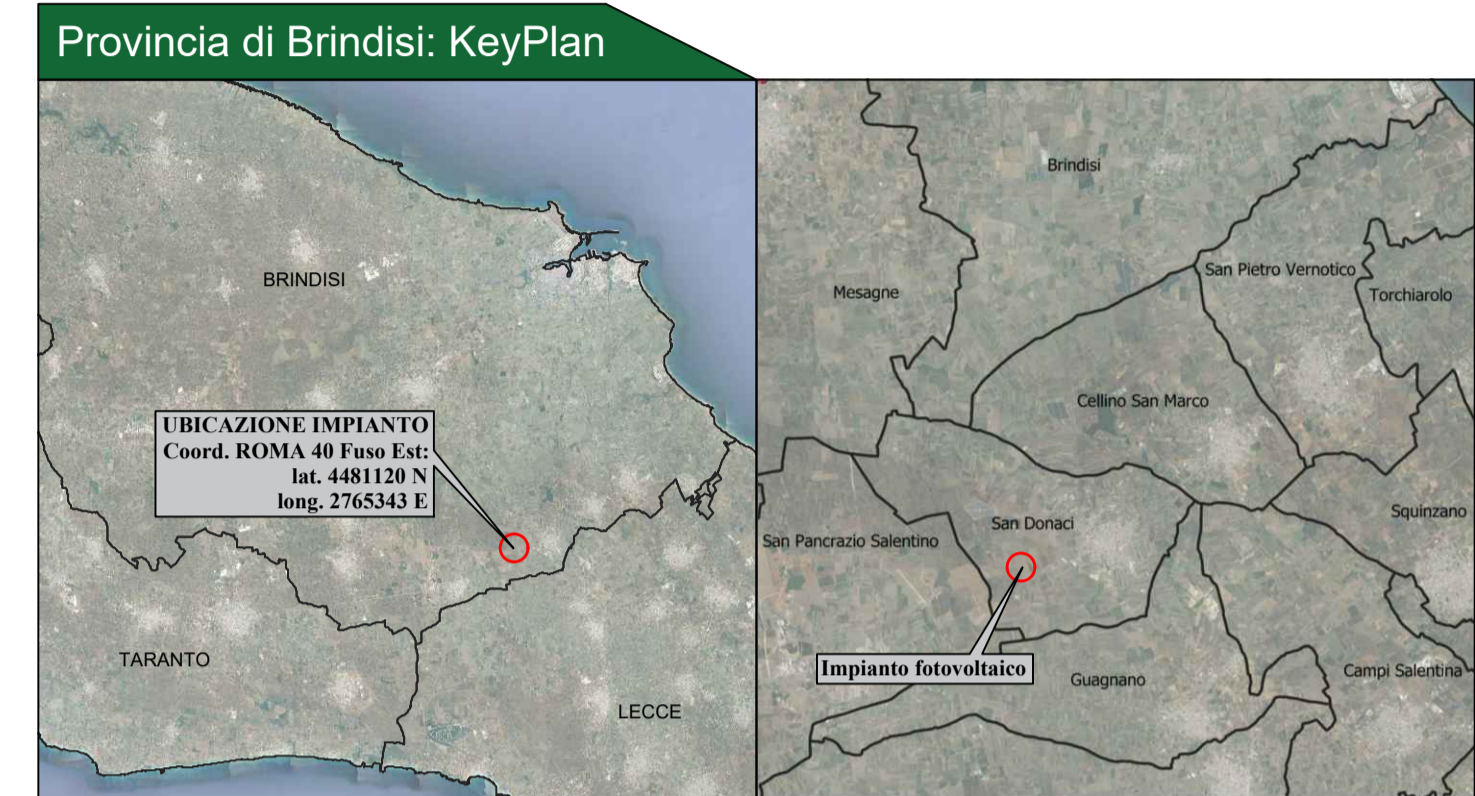 Provincia di Brindisi: KeyPlan
BRINDISI
UBICAZIONE IMPIANTO
Coord. ROMA 40 Fuso Est:
lat. 4481120 N
long. 2765343 E
TARANTO
LECCE
Brindisi
San Pietro Vernotico
Mesagne
Torchiarolo
Cellino San Marco
Squinzano
San Donaci
San Pancrazio Salentino
Impianto fotovoltaico
Guagnano
Campi Salentina